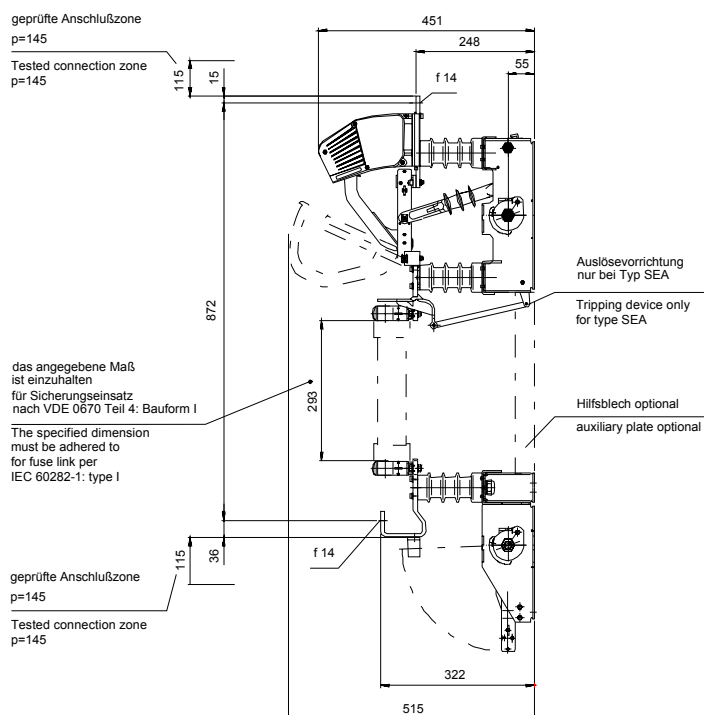 geprüfte Anschlußzone
p=145
Tested connection zone
p=145
115
15
451
248
55
f 14
872
Auslösevorrichtung
nur bei Typ SEA
Tripping device only
for type SEA
das angegebene Maß
ist einzuhalten
für Sicherungseinsatz
nach VDE 0670 Teil 4: Bauform I
The specified dimension
must be adhered to
for fuse link per
IEC 60282-1: type I
293
Hilfsblech optional
auxiliary plate optional
115
36
f 14
geprüfte Anschlußzone
p=145
Tested connection zone
p=145
322
515